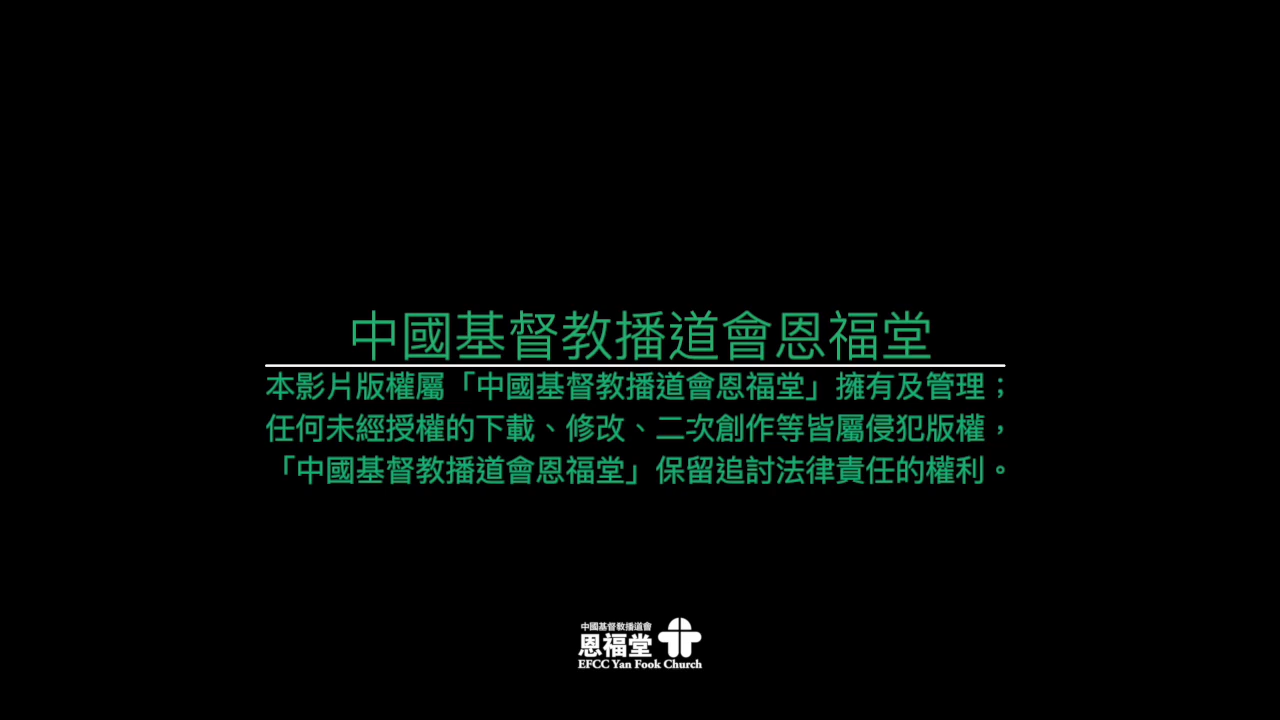 中國基督教播道會恩福堂
本影片版權屬「中國基督教播道會恩福堂」擁有及管理；
任何未經授權的下載、修改、二次創作等皆屬侵犯版權，
「中國基督教播道會恩福堂」保留追討法律責任的權利。
中國基督教播道會
恩福堂
EFCC Yan Fook Church